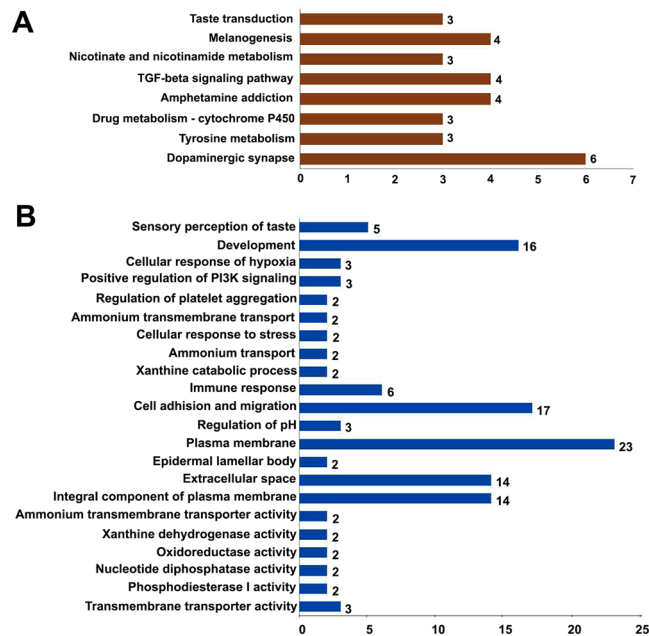 A
Taste transduction 3
Melanogenesis 4
Nicotinate and nicotinamide metabolism 3
TGF-beta signaling pathway 4
Amphetamine addiction 4
Drug metabolism - cytochrome P450 3
Tyrosine metabolism 3
Dopaminergic synapse 6
0 1 2 3 4 5 6 7
B
Sensory perception of taste 5
Development 16
Cellular response of hypoxia 3
Positive regulation of PI3K signaling 3
Regulation of platelet aggregation 2
Ammonium transmembrane transport 2
Cellular response to stress 2
Ammonium transport 2
Xanthine catabolic process 2
Immune response 6
Cell adhision and migration 17
Regulation of pH 3
Plasma membrane 23
Epidermal lamellar body 2
Extracellular space 14
Integral component of plasma membrane 14
Ammonium transmembrane transporter activity 2
Xanthine dehydrogenase activity 2
Oxidoreductase activity 2
Nucleotide diphosphatase activity 2
Phosphodiesterase I activity 2
Transmembrane transporter activity 3
0 5 10 15 20 25